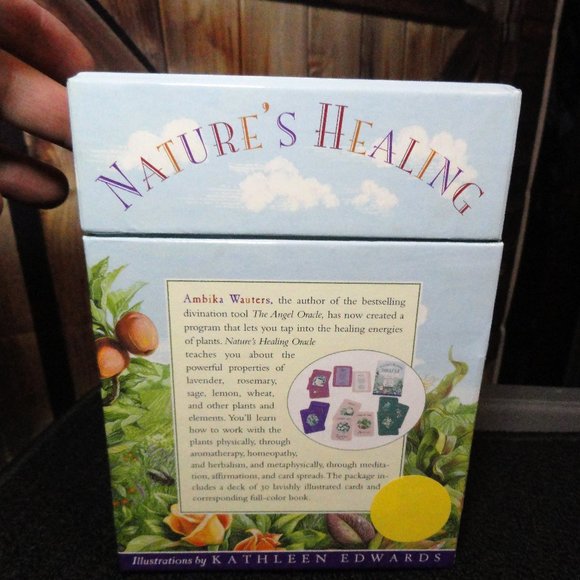 NATURE'S HEALING
Ambika Wauters, the author of the bestselling
divination tool The Angel Oracle, has now created a
program that lets you tap into the healing energies
of plants. Nature's Healing Oracle
teaches you about the
powerful properties of
lavender, rosemary,
sage, lemon, wheat,
and other plants and
elements. You'll learn
how to work with the
plants physically, through
aromatherapy, homeopathy,
and herbalism, and metaphysically, through medita-
tion, affirmations, and card spreads. The package in-
cludes a deck of 30 lavishly illustrated cards and a
corresponding full-color book.
Illustrations by KATHLEEN EDWARDS